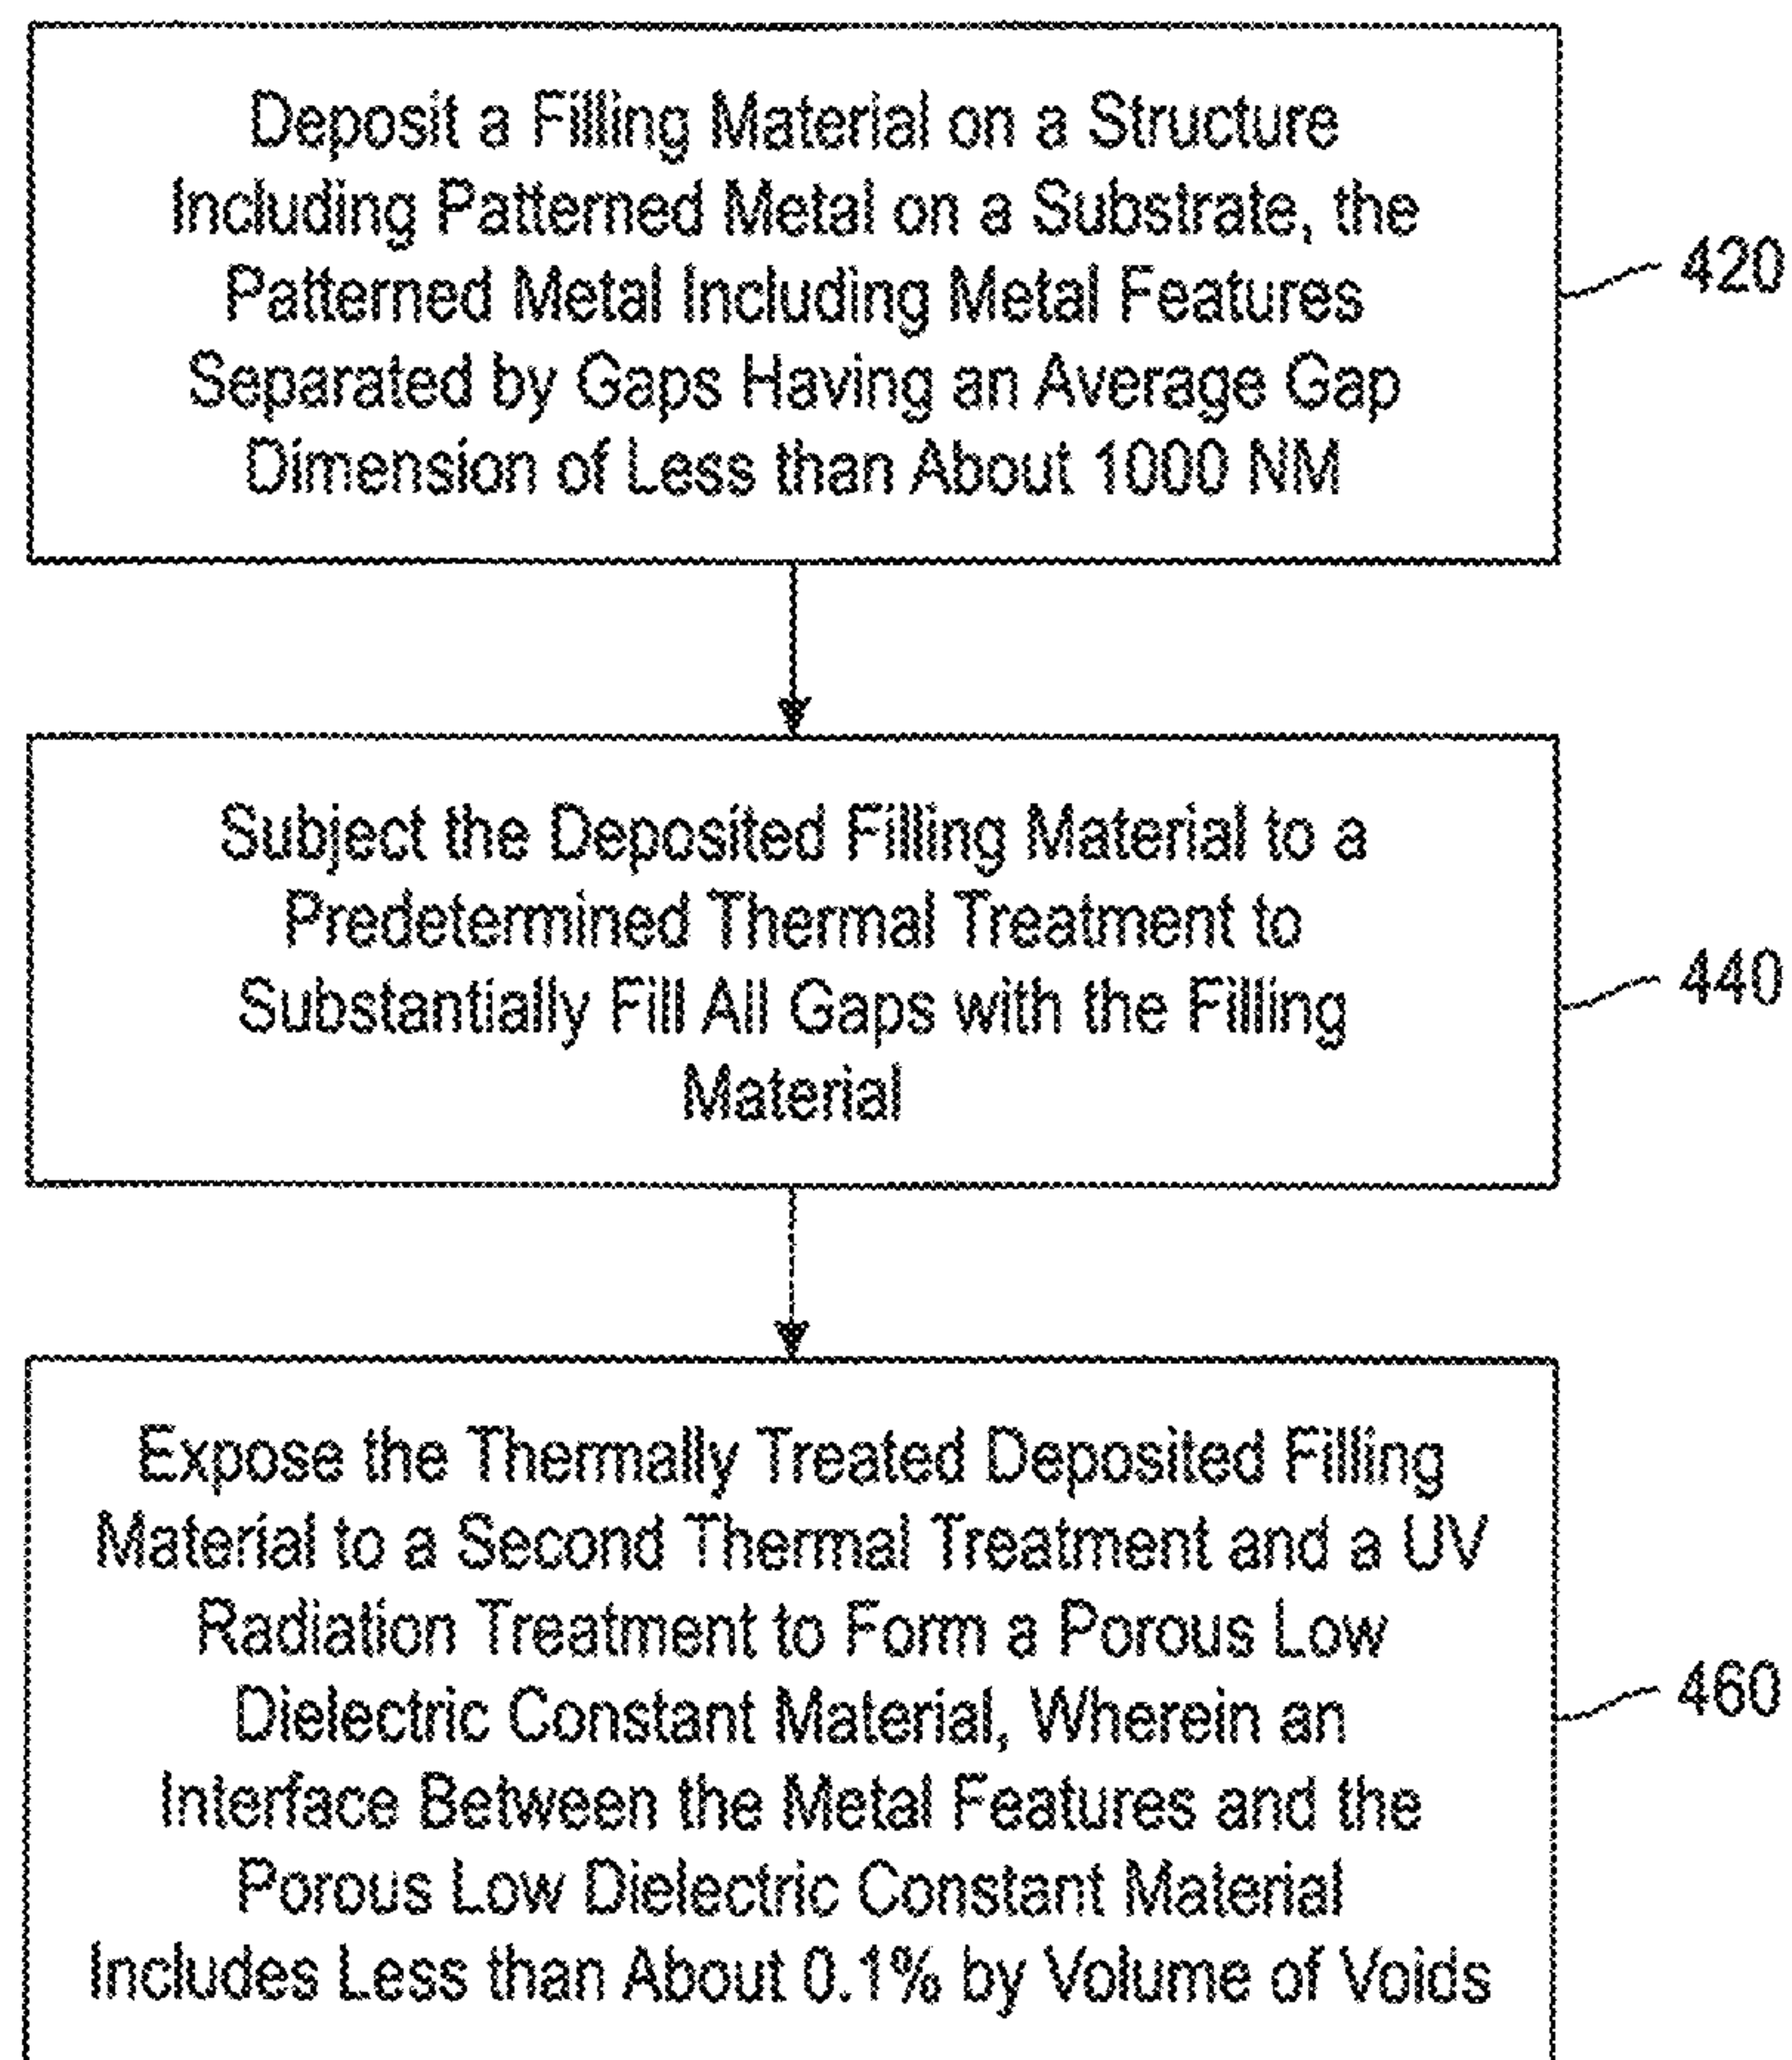 Deposit a Filling Material on a Structure
Including Patterned Metal on a Substrate, the
Patterned Metal Including Metal Features
Separated by Gaps Having an Average Gap
Dimension of Less than About 1000 NM
420
Subject the Deposited Filling Material to a
Predetermined Thermal Treatment to
Substantially Fill All Gaps with the Filling
Material
440
Expose the Thermally Treated Deposited Filling
Material to a Second Thermal Treatment and a UV
Radiation Treatment to Form a Porous Low
Dielectric Constant Material, Wherein an
Interface Between the Metal Features and the
Porous Low Dielectric Constant Material
Includes Less than About 0.1% by Volume of Voids
460